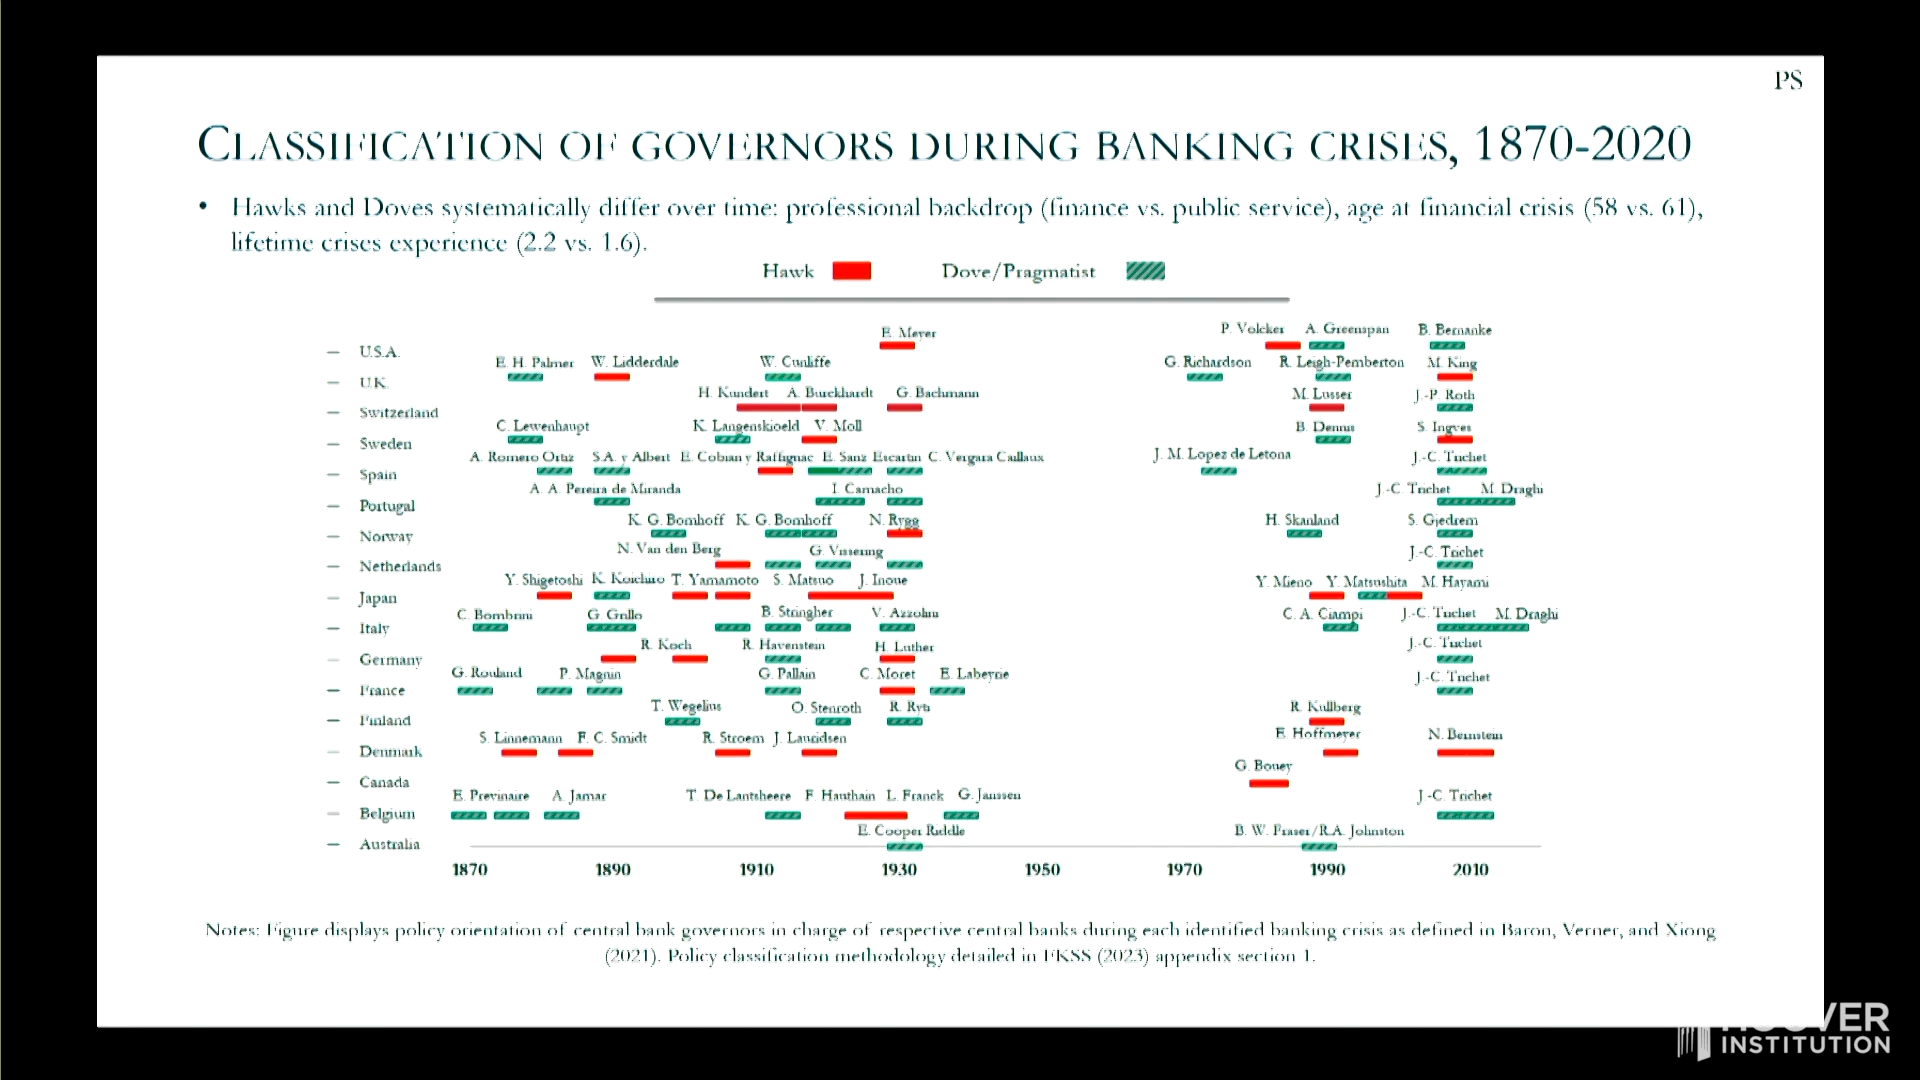 PS
CLASSIFICATION OF GOVERNORS DURING BANKING CRISES, 1870-2020
• Hawks and Doves systematically differ over time: professional backdrop (finance vs. public service), age at financial crisis (58 vs. 61),
lifetime crises experience (2.2 vs. 1.6).
Hawk Dove/Pragmatist
E. Meyer P. Volcker A. Greenspan B. Bernanke
U.S.A.
E. H. Palmer W. Lidderdale W. Cunliffe G. Richardson R. Leigh-Pemberton M. King
U.K.
H. Kundert A. Burckhardt G. Bachmann M. Lusser J.-P. Roth
Switzerland
C. Lewenhaupt K. Langenskioeld V. Moll B. Dennis S. Ingves
Sweden
A. Romero Ortiz S.A. y Albert E. Cobian y Raffignac E. Sanz Escartin C. Vergara Caillaux J. M. Lopez de Letona J.-C. Trichet
Spain
A. A. Pereira de Miranda I. Camacho J.-C. Trichet M. Draghi
Portugal
K. G. Bomhoff K. G. Bomhoff N. Rygg H. Skanland S. Gjedrem
Norway
N. Van den Berg G. Vissering J.-C. Trichet
Netherlands
Y. Shigetoshi K. Koichiro T. Yamamoto S. Matsuo J. Inoue Y. Mieno Y. Matsushita M. Hayami
Japan
C. Bombrini G. Grillo B. Stringher V. Azzolini C. A. Ciampi J.-C. Trichet M. Draghi
Italy
R. Koch R. Havenstein H. Luther J.-C. Trichet
Germany
G. Rouland P. Magnin G. Pallain C. Moret E. Labeyrie J.-C. Trichet
France
T. Wegelius O. Stenroth R. Ryti R. Kullberg
Finland
S. Linnemann F. C. Smidt R. Stroem J. Lauridsen E. Hoffmeyer N. Bernstein
Denmark
G. Bouey
Canada
E. Previnaire A. Jamar T. De Lantsheere F. Hauthain L. Franck G. Janssen J.-C. Trichet
Belgium
E. Cooper Riddle B. W. Fraser/R.A. Johnston
Australia
1870 1890 1910 1930 1950 1970 1990 2010
Notes: Figure displays policy orientation of central bank governors in charge of respective central banks during each identified banking crisis as defined in Baron, Verner, and Xiong
(2021). Policy classification methodology detailed in FKSS (2023) appendix section 1.
HOOVER
INSTITUTION